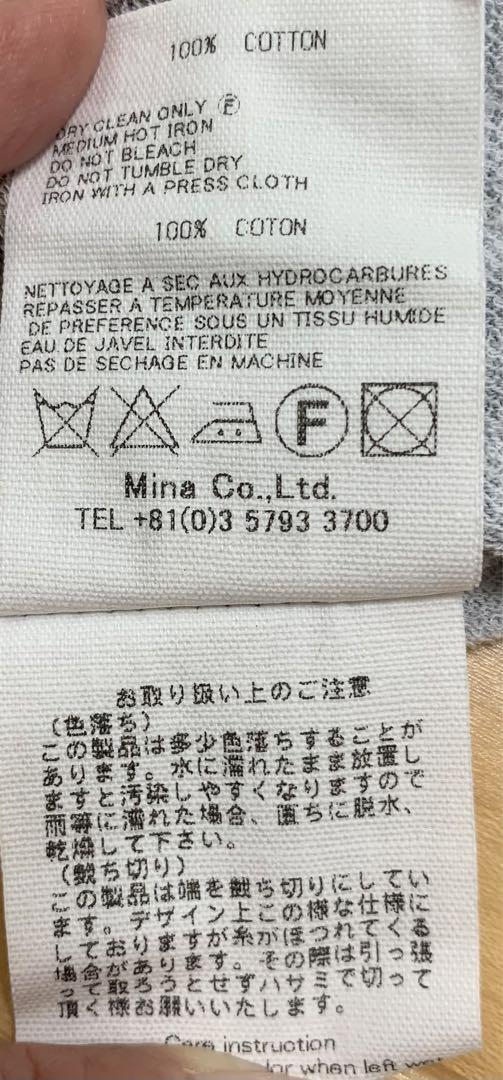 100% COTTON
DRY CLEAN ONLY Ⓕ
MEDIUM HOT IRON
DO NOT BLEACH
DO NOT TUMBLE DRY
IRON WITH A PRESS CLOTH
100% COTON
NETTOYAGE A SEC AUX HYDROCARBURES
REPASSER A TEMPERATURE MOYENNE
DE PREFERENCE SOUS UN TISSU HUMIDE
EAU DE JAVEL INTERDITE
PAS DE SECHAGE EN MACHINE
F
Mina Co.,Ltd.
TEL +81(0)3 5793 3700
お取り扱い上のご注意
(色落ち)
この製品は多少色落ちすることが
あります。水に濡れたまま放置し
ますと汚染しやすくなりますので
雨等に濡れた場合、直ちに脱水、
乾燥して下さい。
(裁ち切り)
この製品は端を裁ち切りにしてい
ます。デザイン上この様な仕様に
しておりますが糸がほつれてくる
場合があります。その際は引っ張
って取ろうとせずハサミで切って
頂く様お願いいたします。
Care instruction
when left